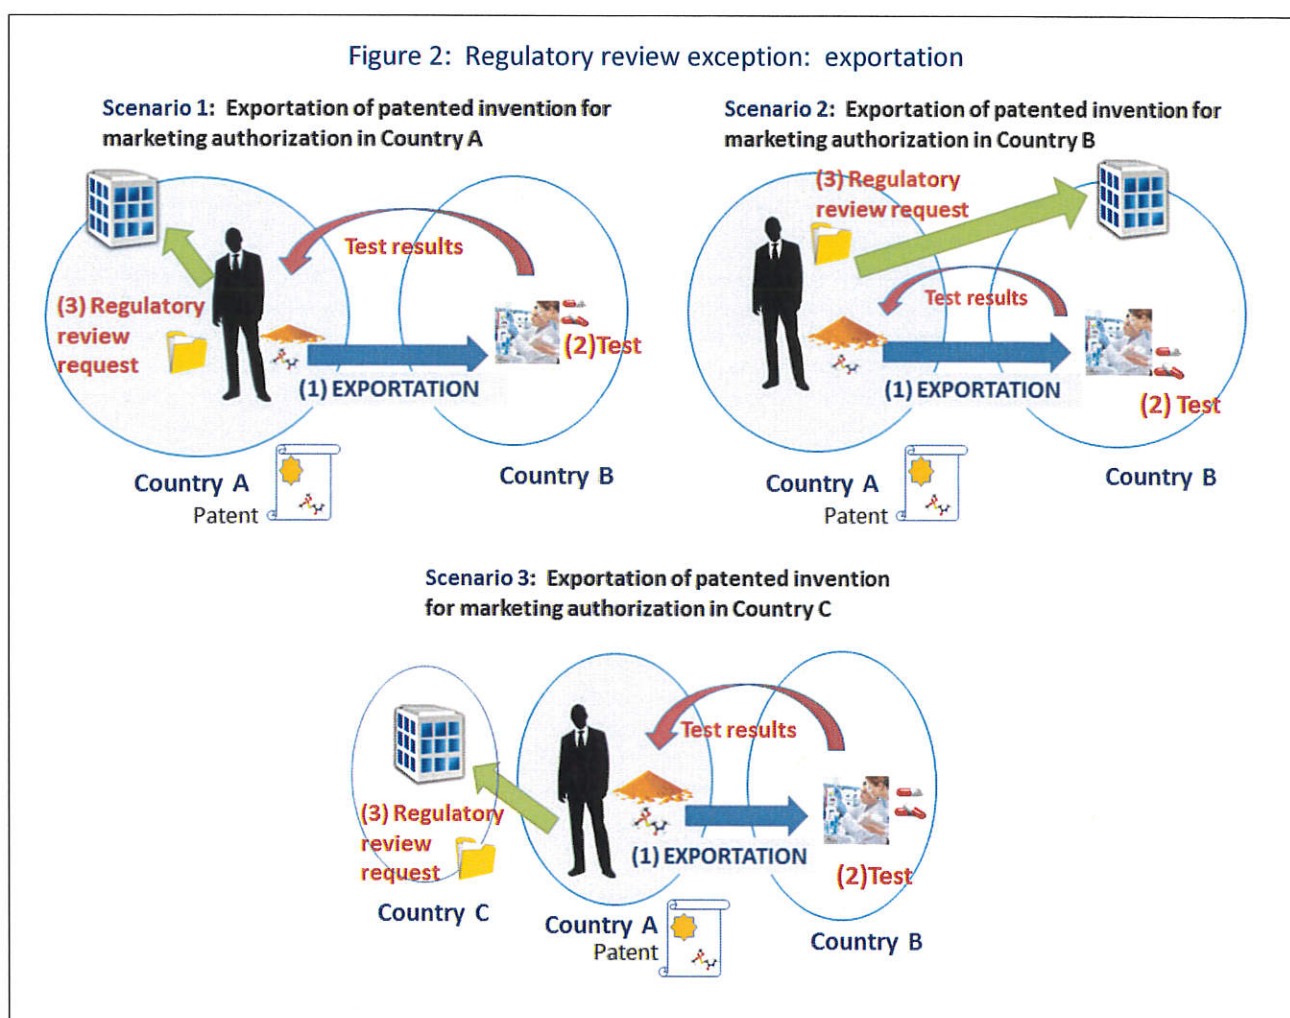 Figure 2: Regulatory review exception: exportation
Scenario 1: Exportation of patented invention for
marketing authorization in Country A
(3) Regulatory
review
request
Test results
(2)Test
(1) EXPORTATION
Country A
Patent
Country B
Scenario 2: Exportation of patented invention for
marketing authorization in Country B
(3) Regulatory
review request
Test results
(1) EXPORTATION
(2) Test
Country A
Patent
Country B
Scenario 3: Exportation of patented invention
for marketing authorization in Country C
Test results
(3) Regulatory
review
request
(1) EXPORTATION
(2)Test
Country C
Country A
Patent
Country B